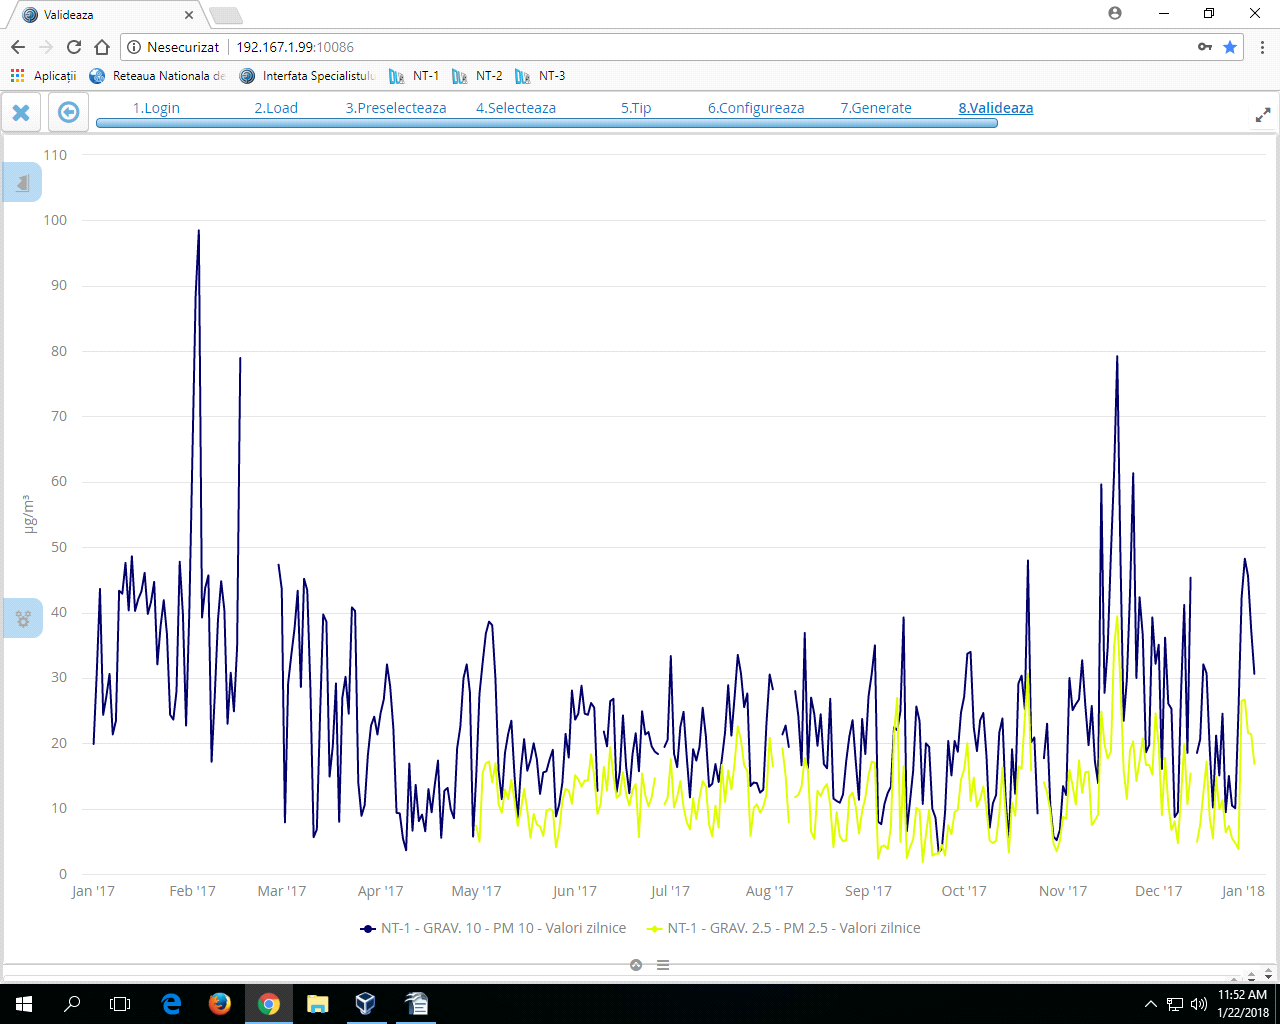 Valideaza
Nesecurizat 192.167.1.99:10086
Aplicații Reteaua Nationala de Interfata Specialistulu NT-1 NT-2 NT-3
1.Login 2.Load 3.Preselecteaza 4.Selecteaza 5.Tip 6.Configureaza 7.Generate 8.Valideaza
110
100
90
80
70
60
50
40
30
20
10
0
µg/m³
Jan '17 Feb '17 Mar '17 Apr '17 May '17 Jun '17 Jul '17 Aug '17 Sep '17 Oct '17 Nov '17 Dec '17 Jan '18
NT-1 - GRAV. 10 - PM 10 - Valori zilnice NT-1 - GRAV. 2.5 - PM 2.5 - Valori zilnice
11:52 AM
1/22/2018